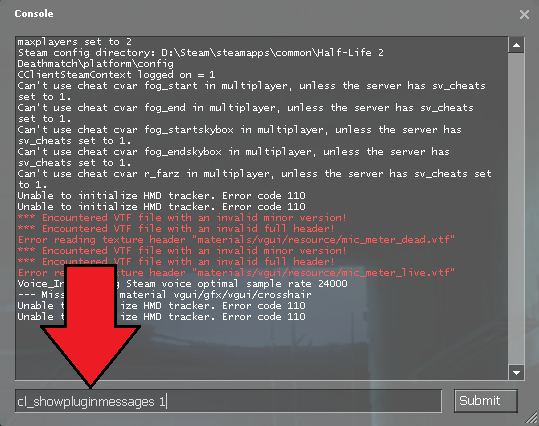 Console
maxplayers set to 2
Steam config directory: D:\Steam\steamapps\common\Half-Life 2
Deathmatch\platform\config
CClientSteamContext logged on = 1
Can't use cheat cvar fog_start in multiplayer, unless the server has sv_cheats
set to 1.
Can't use cheat cvar fog_end in multiplayer, unless the server has sv_cheats
set to 1.
Can't use cheat cvar fog_startskybox in multiplayer, unless the server has
sv_cheats set to 1.
Can't use cheat cvar fog_endskybox in multiplayer, unless the server has
sv_cheats set to 1.
Can't use cheat cvar r_farz in multiplayer, unless the server has sv_cheats set
to 1.
Unable to initialize HMD tracker. Error code 110
Unable to initialize HMD tracker. Error code 110
*** Encountered VTF file with an invalid minor version!
*** Encountered VTF file with an invalid full header!
Error reading texture header "materials/vgui/resource/mic_meter_dead.vtf"
*** Encountered VTF file with an invalid minor version!
*** Encountered VTF file with an invalid full header!
Error re texture header "materials/vgui/resource/mic_meter_live.vtf"
Voice_In g Steam voice optimal sample rate 24000
--- Miss material vgui/gfx/vgui/crosshair
Unable ize HMD tracker. Error code 110
Unable ize HMD tracker. Error code 110
cl_showpluginmessages 1
Submit